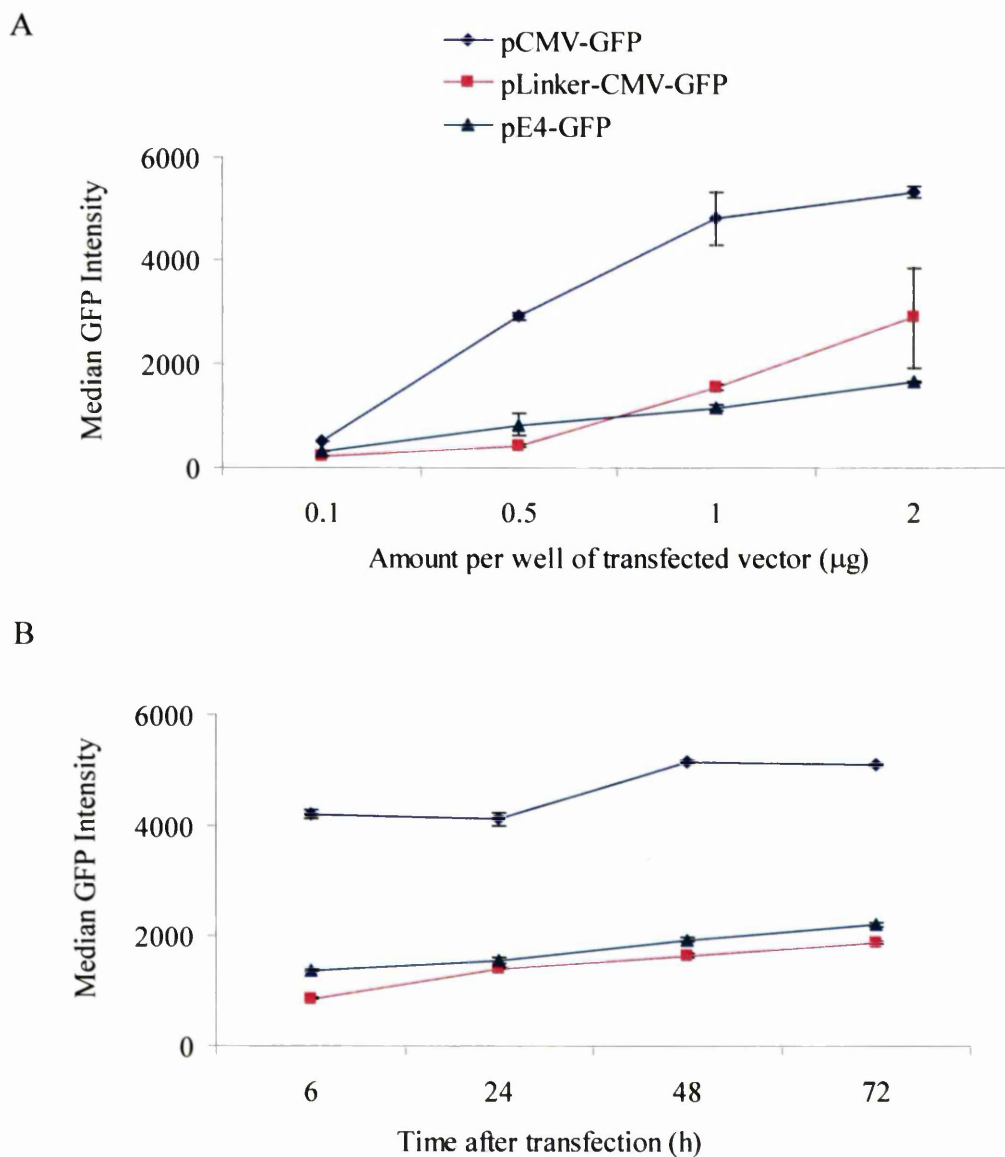 A
pCMV-GFP
pLinker-CMV-GFP
pE4-GFP
6000
4000
2000
0
Median GFP Intensity
0.1 0.5 1 2
Amount per well of transfected vector (µg)
B
6000
4000
2000
0
Median GFP Intensity
6 24 48 72
Time after transfection (h)